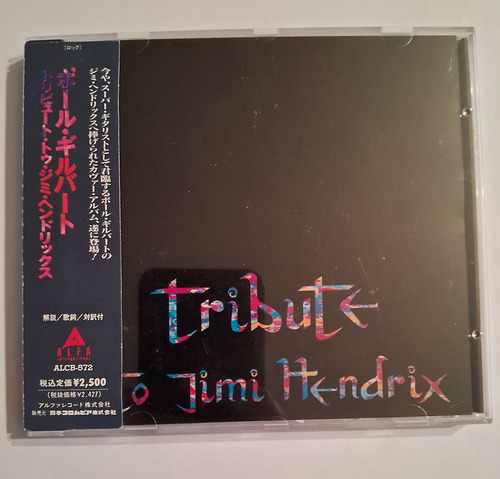 ［ロック］
ポール・ギルバート
トリビュート・トゥ・ジミ・ヘンドリックス
今や、スーパー・ギタリストとして君臨するポール・ギルバートの
ジミ・ヘンドリックスへ捧げられたカヴァー・アルバム、遂に登場！
解説／歌詞／対訳付
ALFA
INTERNATIONAL
ALCB-572
税込定価¥2,500
（税抜価格¥2,427）
アルファレコード株式会社
販売元 日本コロムビア株式会社
tribute
to Jimi Hendrix